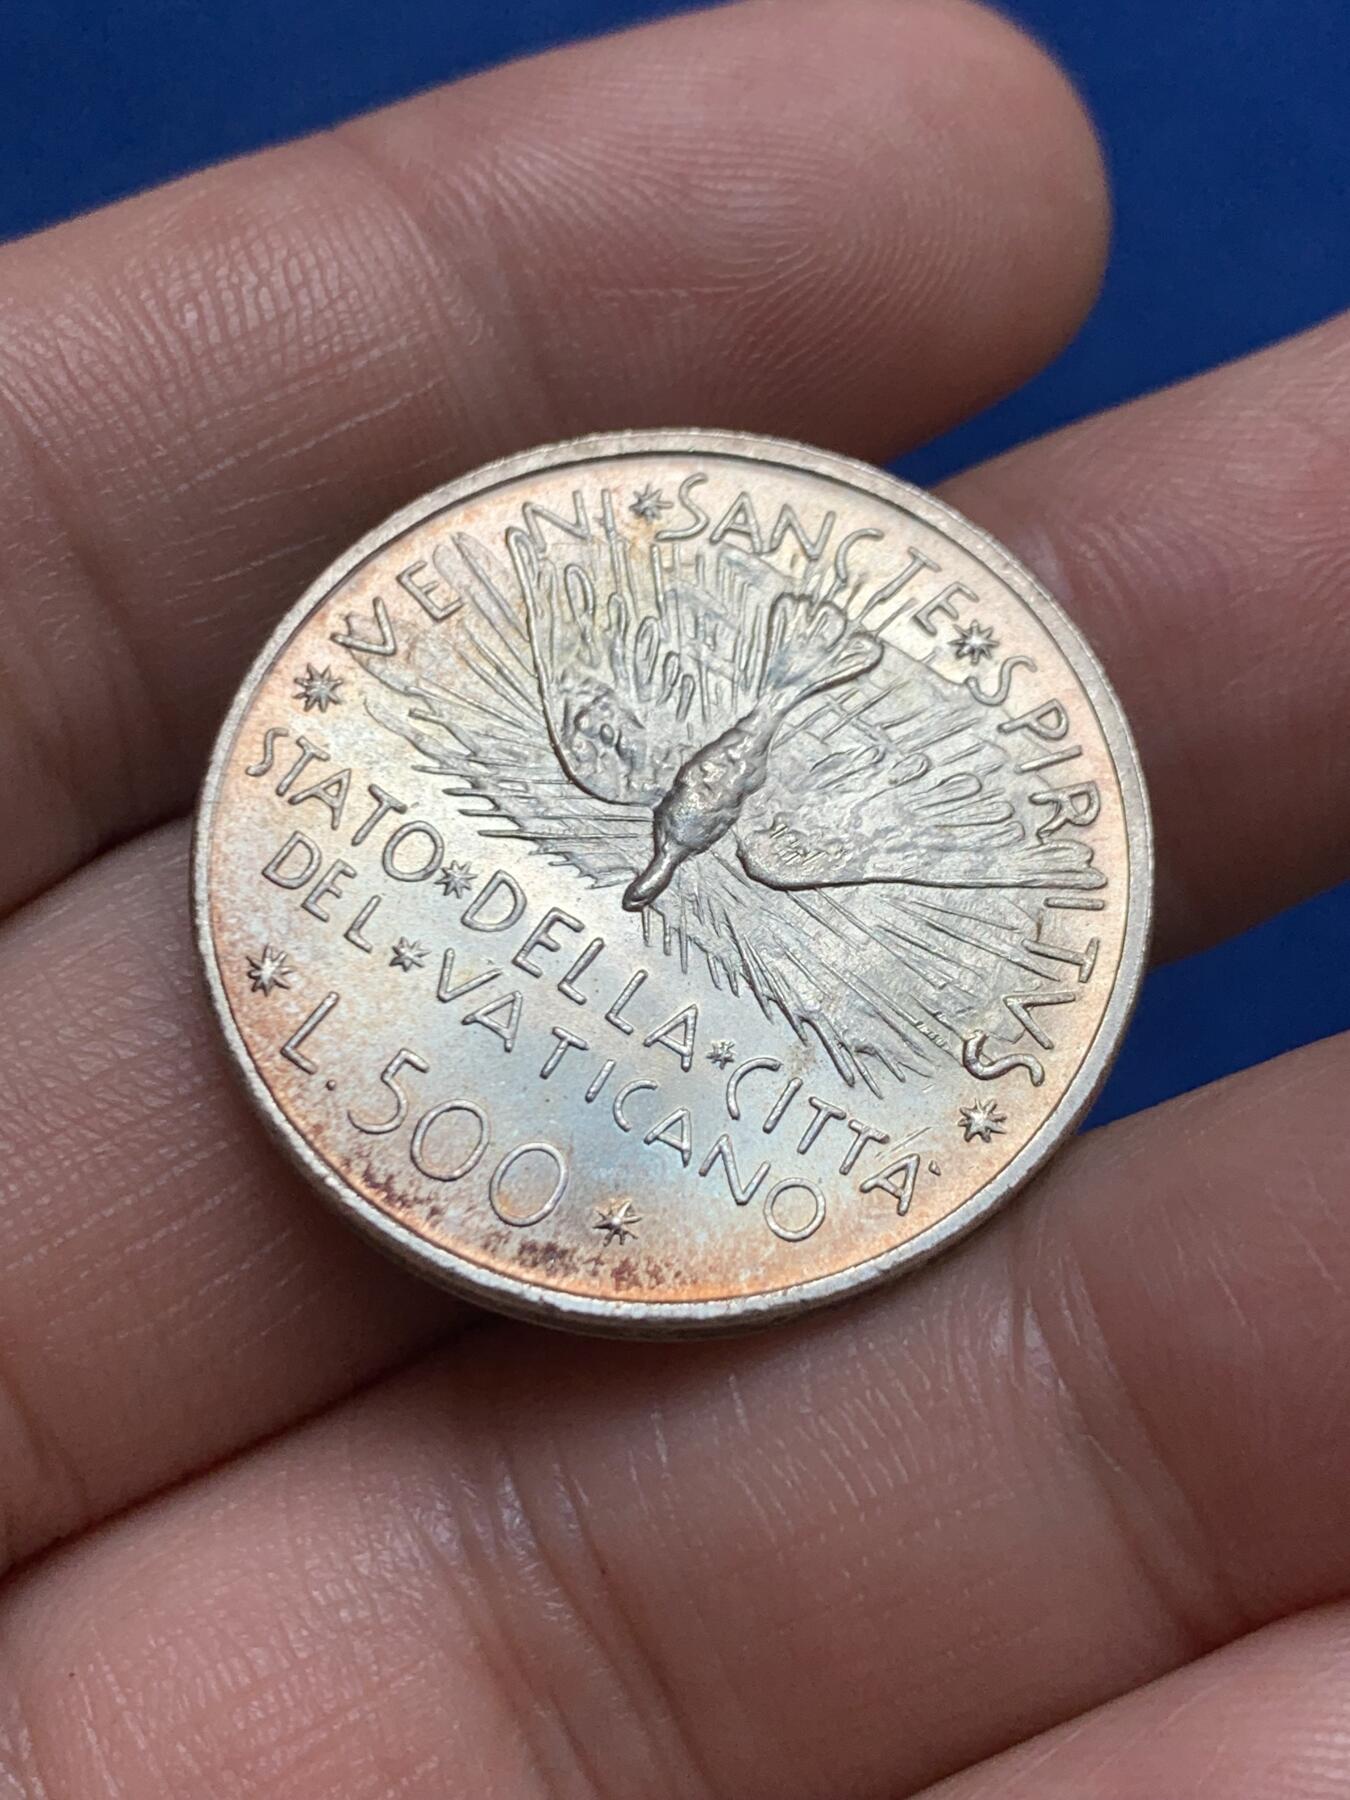 VENI * SANCTE * SPIRITVS
STATO * DELLA * CITTÀ
DEL * VATICANO
L. 500